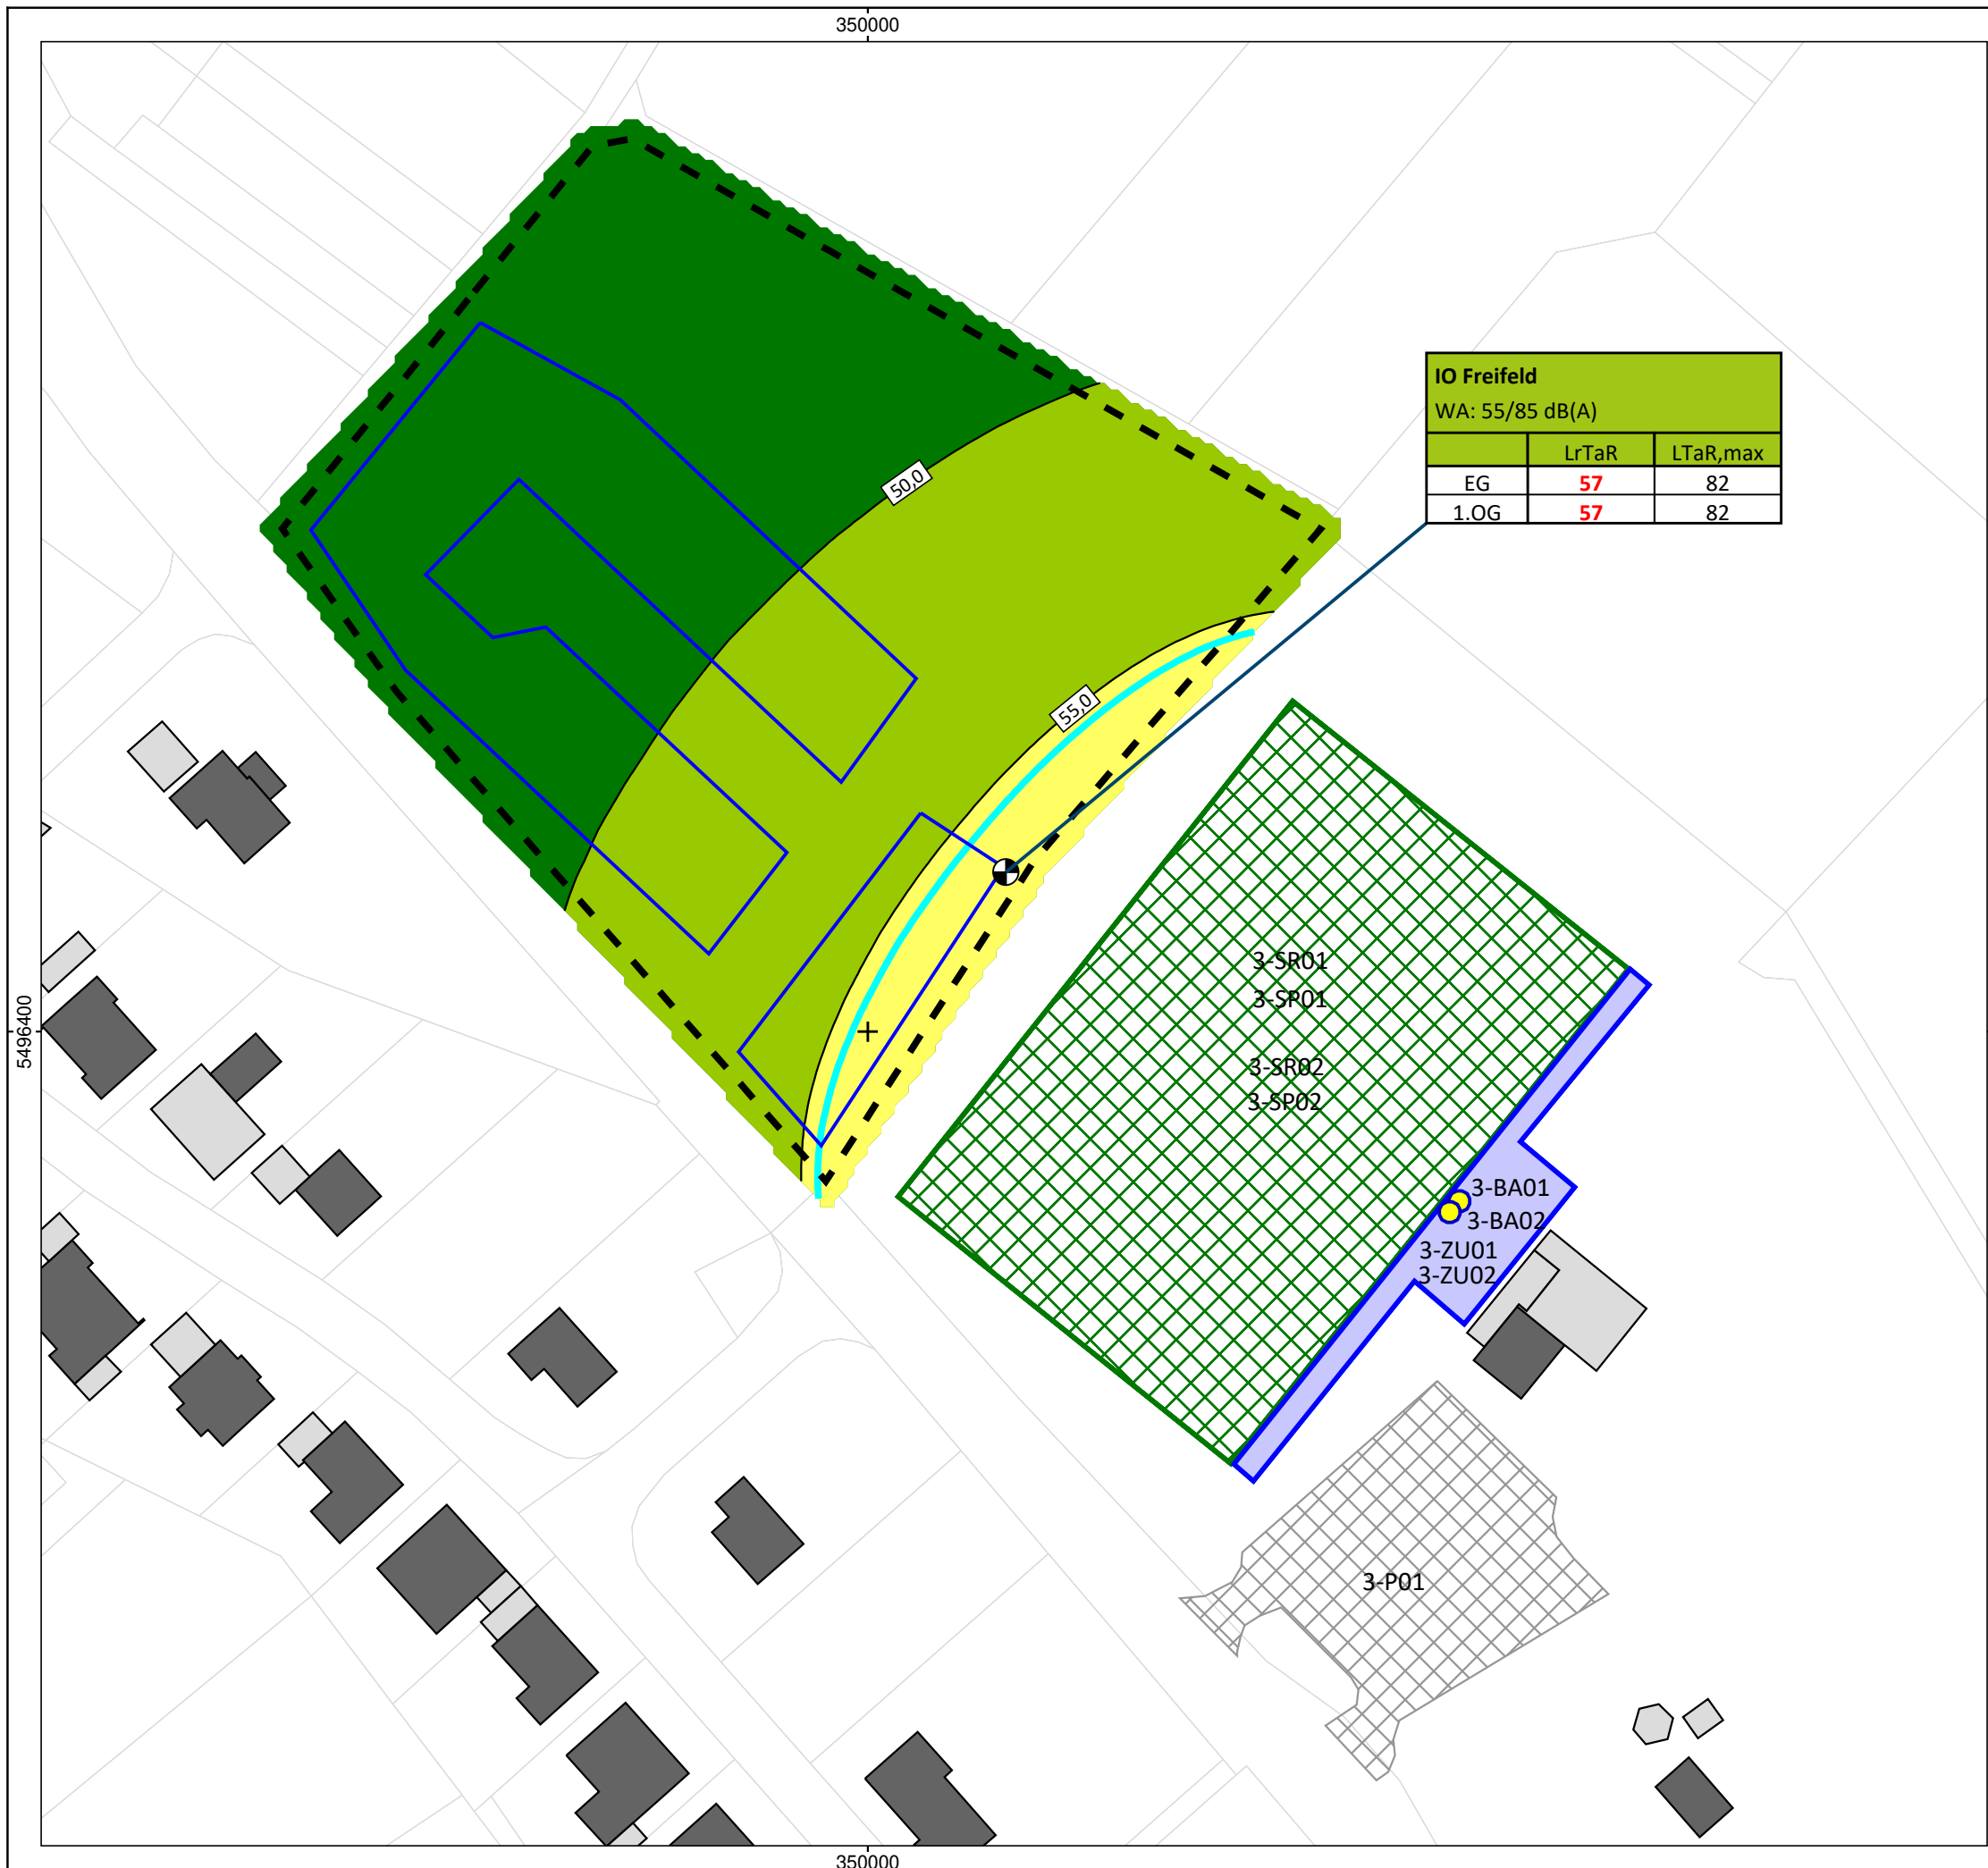 350000
IO Freifeld
WA: 55/85 dB(A)
LrTaR LTaR,max
EG 57 82
1.OG 57 82
50,0
55,0
3-SR01
3-SP01
5496400
3-SR02
3-SP02
3-BA01
3-BA02
3-ZU01
3-ZU02
3-P01
350000